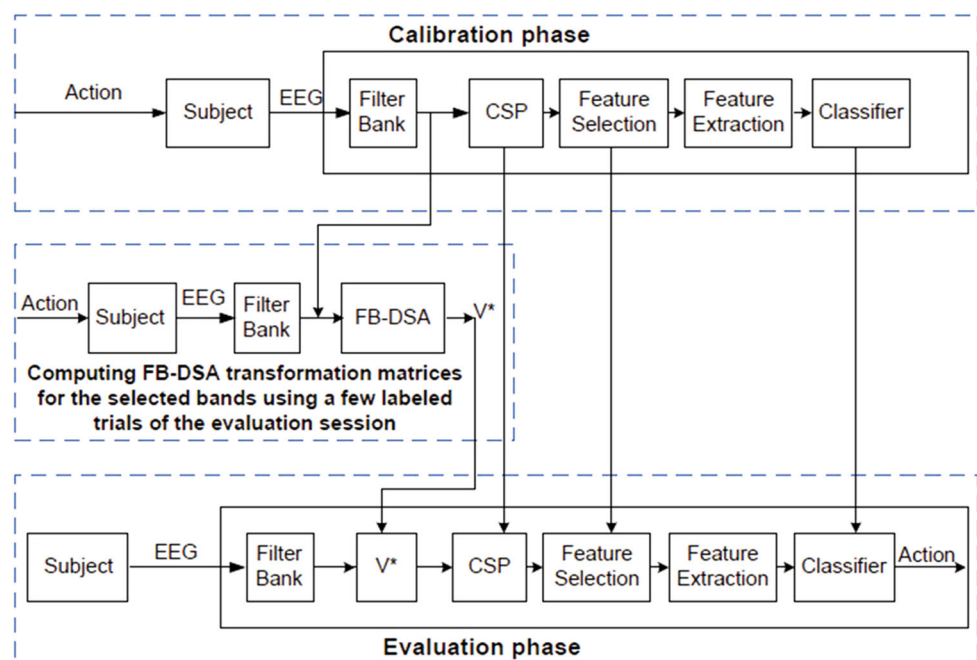 Calibration phase
Action
Subject
EEG
Filter
Bank
CSP
Feature
Selection
Feature
Extraction
Classifier
Action
Subject
EEG
Filter
Bank
FB-DSA
V*
Computing FB-DSA transformation matrices
for the selected bands using a few labeled
trials of the evaluation session
Subject
EEG
Filter
Bank
V*
CSP
Feature
Selection
Feature
Extraction
Classifier
Action
Evaluation phase